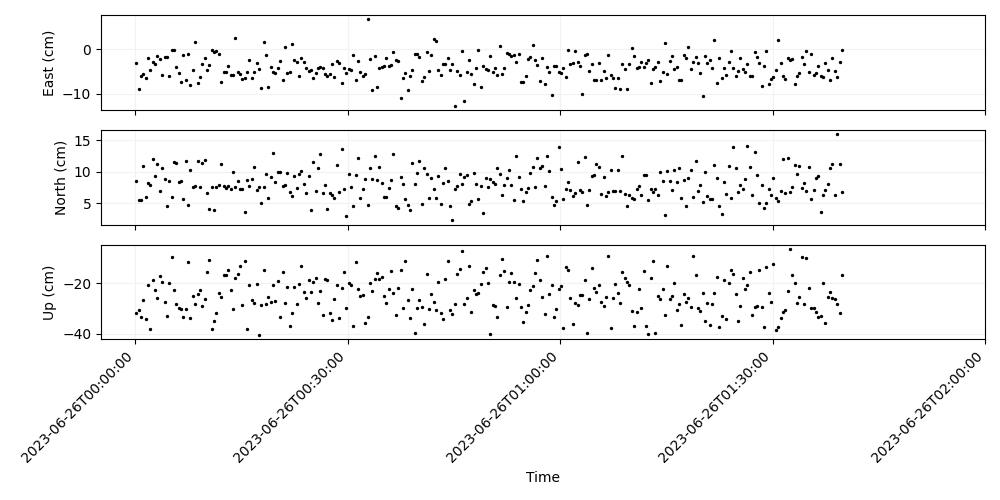 East (cm)
0
−10
North (cm)
15
10
5
Up (cm)
−20
−40
2023-06-26T00:00:00
2023-06-26T00:30:00
2023-06-26T01:00:00
2023-06-26T01:30:00
2023-06-26T02:00:00
Time